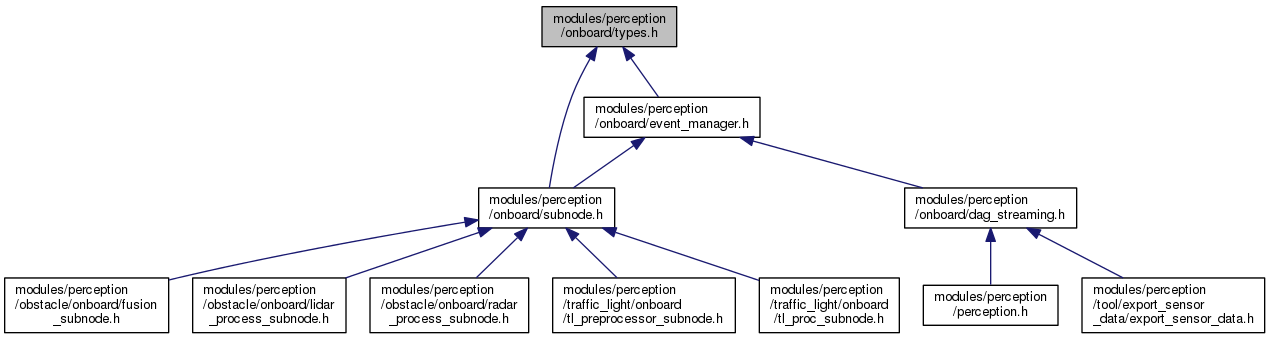 modules/perception
/onboard/types.h
modules/perception
/onboard/event_manager.h
modules/perception
/onboard/subnode.h
modules/perception
/onboard/dag_streaming.h
modules/perception
/obstacle/onboard/fusion
_subnode.h
modules/perception
/obstacle/onboard/lidar
_process_subnode.h
modules/perception
/obstacle/onboard/radar
_process_subnode.h
modules/perception
/traffic_light/onboard
/tl_preprocessor_subnode.h
modules/perception
/traffic_light/onboard
/tl_proc_subnode.h
modules/perception
/perception.h
modules/perception
/tool/export_sensor
_data/export_sensor_data.h